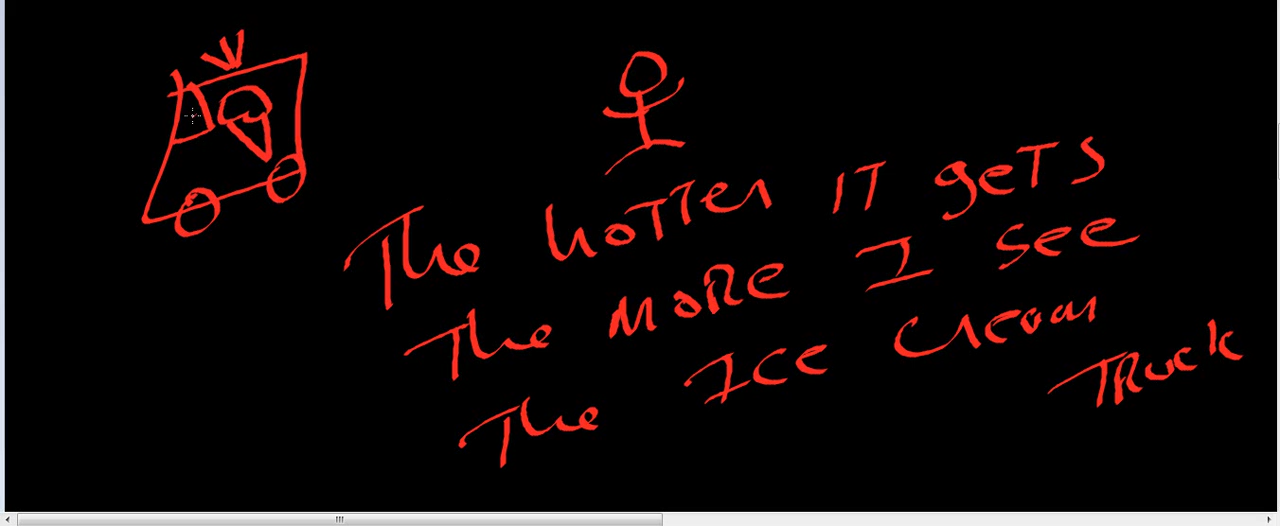 The hotter IT geTS
The MoRe I see
The Ice Cream
TRuck